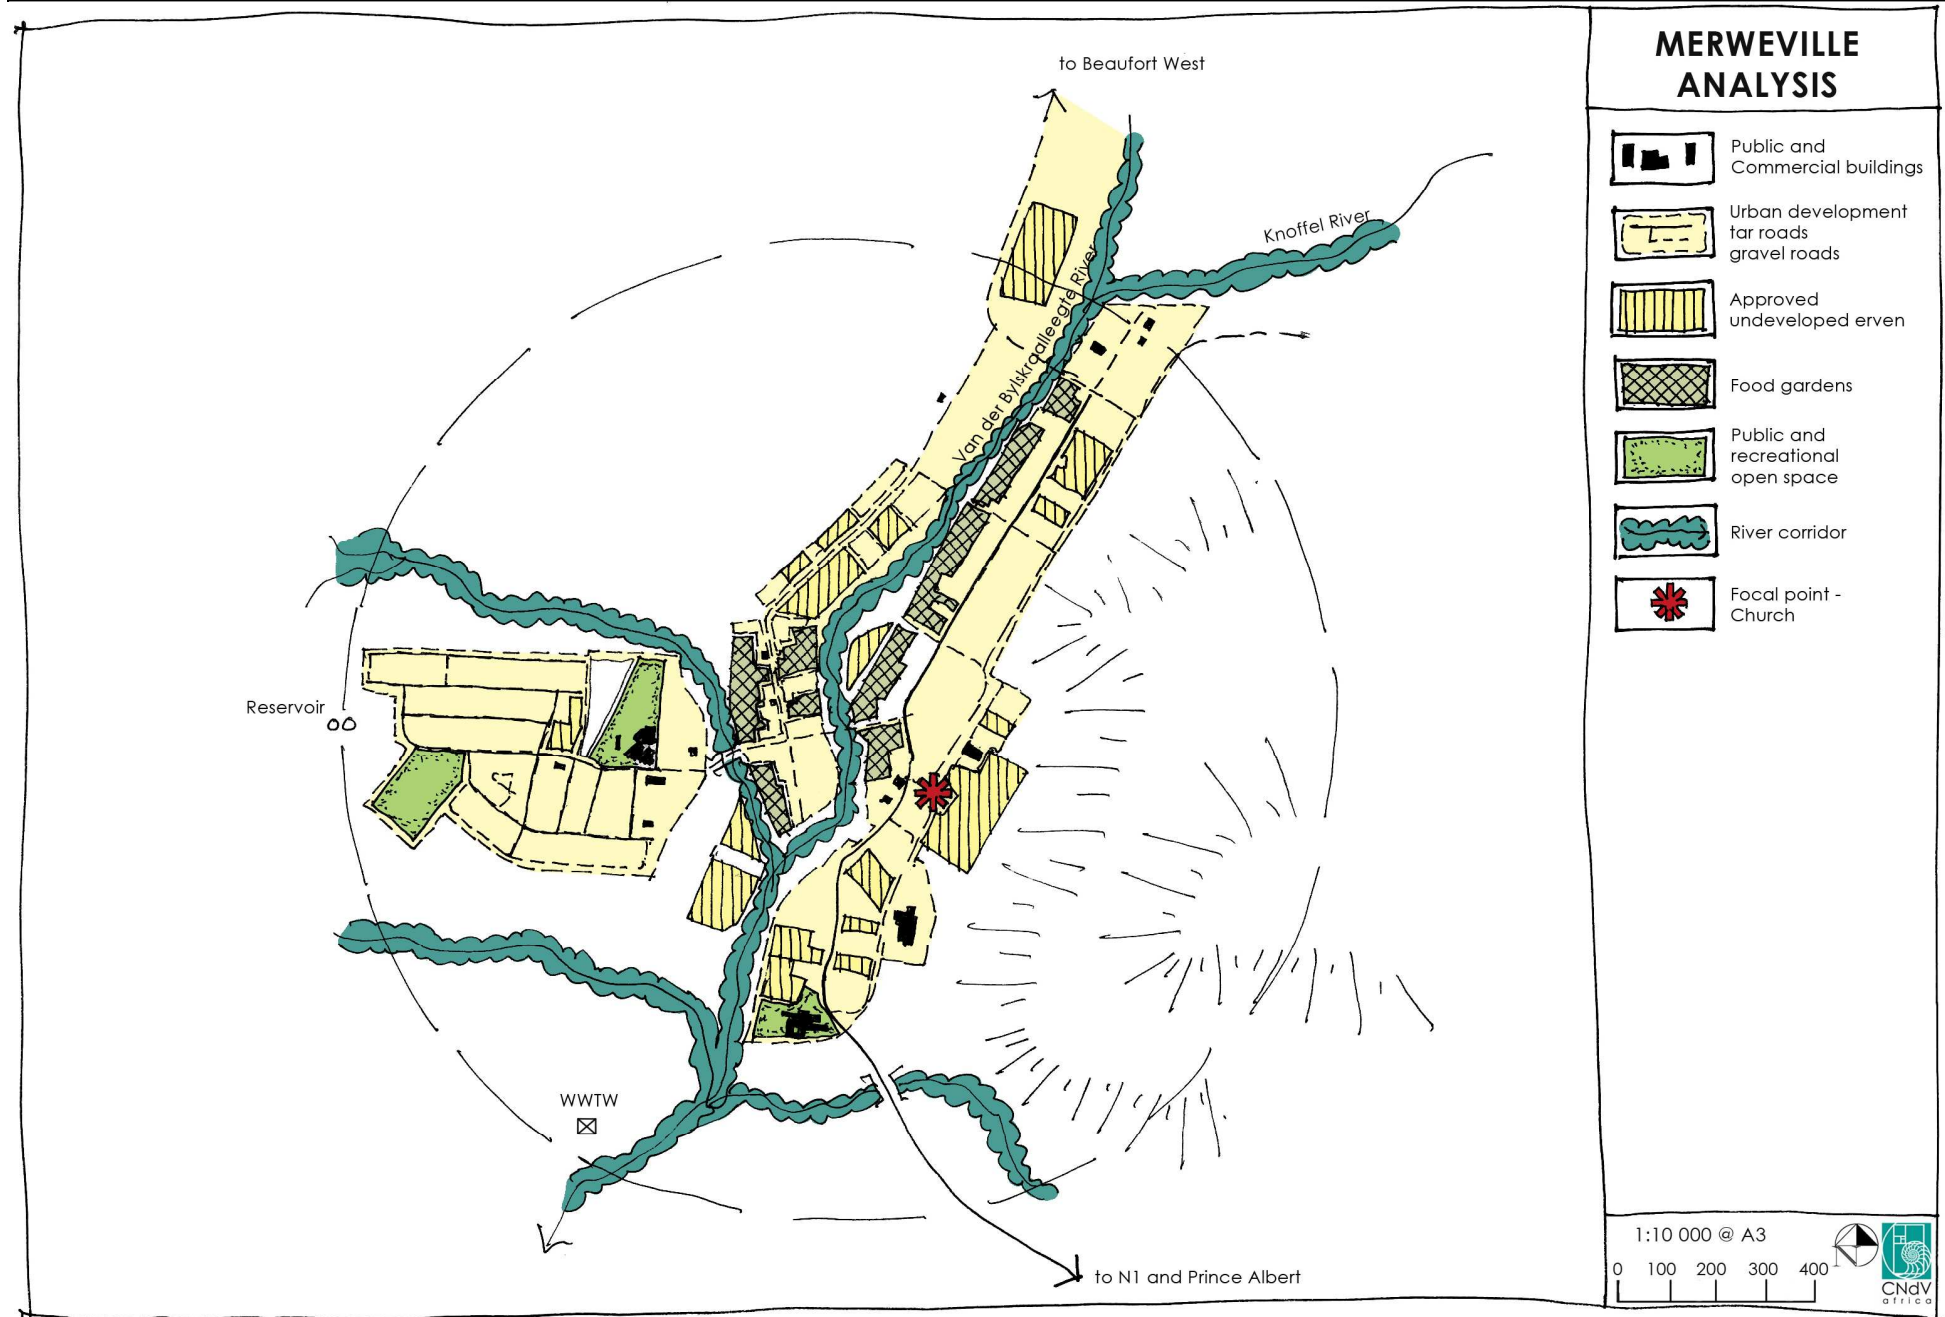 MERWEVILLE
ANALYSIS
Public and
Commercial buildings
Urban development
tar roads
gravel roads
Approved
undeveloped erven
Food gardens
Public and
recreational
open space
River corridor
Focal point -
Church
to Beaufort West
Knoffel River
Van der Bylskraalleegte River
Reservoir
WWTW
to N1 and Prince Albert
1:10 000 @ A3
0 100 200 300 400
N
CNdV
africa